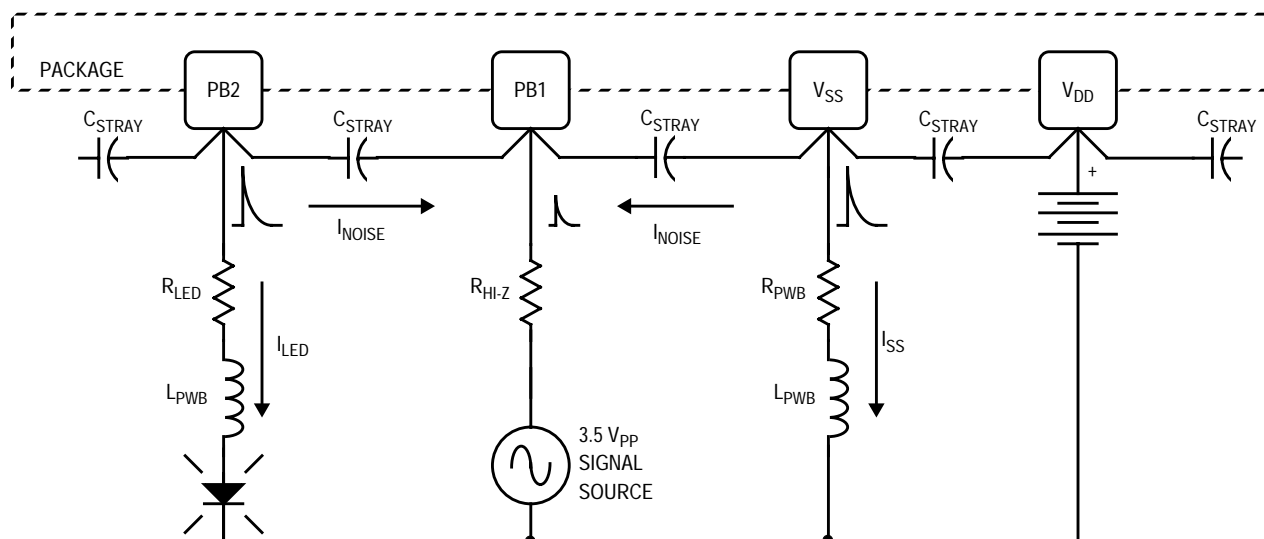 PACKAGE
PB2
PB1
VSS
VDD
CSTRAY
CSTRAY
CSTRAY
CSTRAY
CSTRAY
+
INOISE
INOISE
RLED
RHI-Z
RPWB
ILED
ISS
LPWB
LPWB
3.5 VPP
SIGNAL
SOURCE